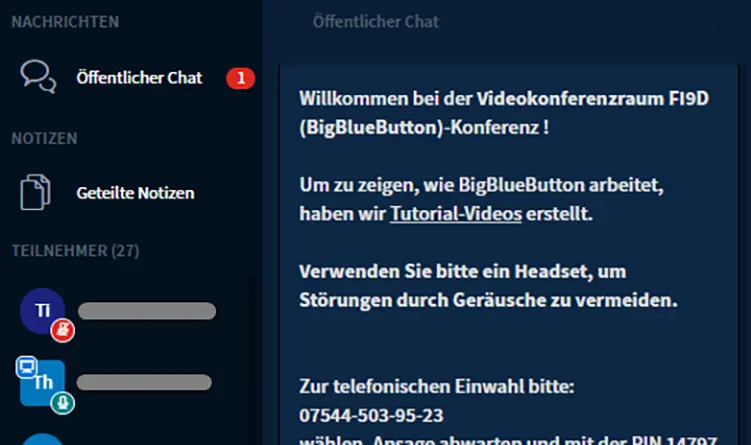 NACHRICHTEN
Öffentlicher Chat 1
NOTIZEN
Geteilte Notizen
TEILNEHMER (27)
TI
Th
Öffentlicher Chat
Willkommen bei der Videokonferenzraum FI9D
(BigBlueButton)-Konferenz !
Um zu zeigen, wie BigBlueButton arbeitet,
haben wir Tutorial-Videos erstellt.
Verwenden Sie bitte ein Headset, um
Störungen durch Geräusche zu vermeiden.
Zur telefonischen Einwahl bitte:
07544-503-95-23
wählen, Ansage abwarten und mit der PIN 14797